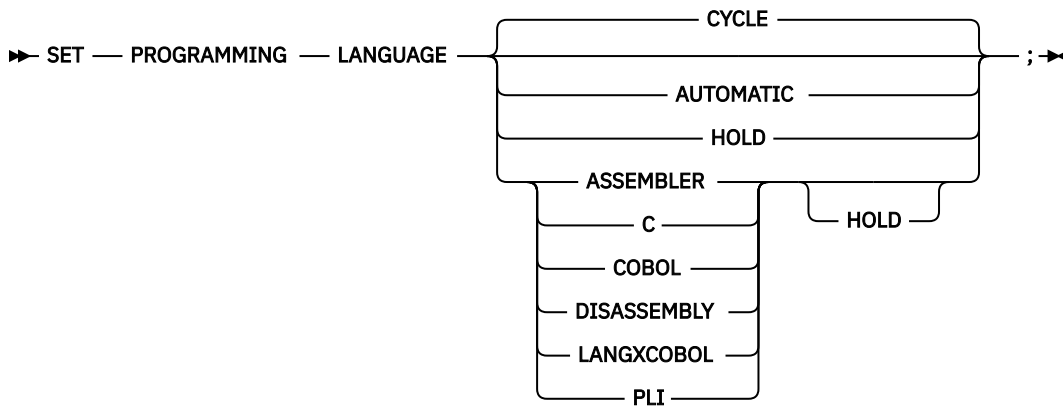 CYCLE
SET PROGRAMMING LANGUAGE ;
AUTOMATIC
HOLD
ASSEMBLER
HOLD
C
COBOL
DISASSEMBLY
LANGXCOBOL
PLI